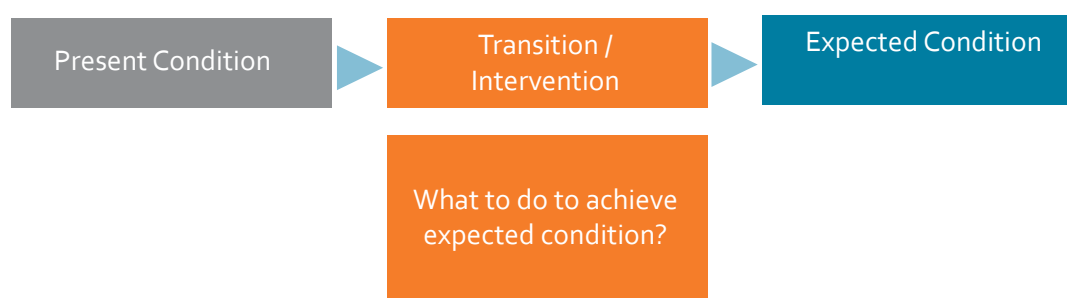 Present Condition
Transition /
Intervention
Expected Condition
What to do to achieve
expected condition?